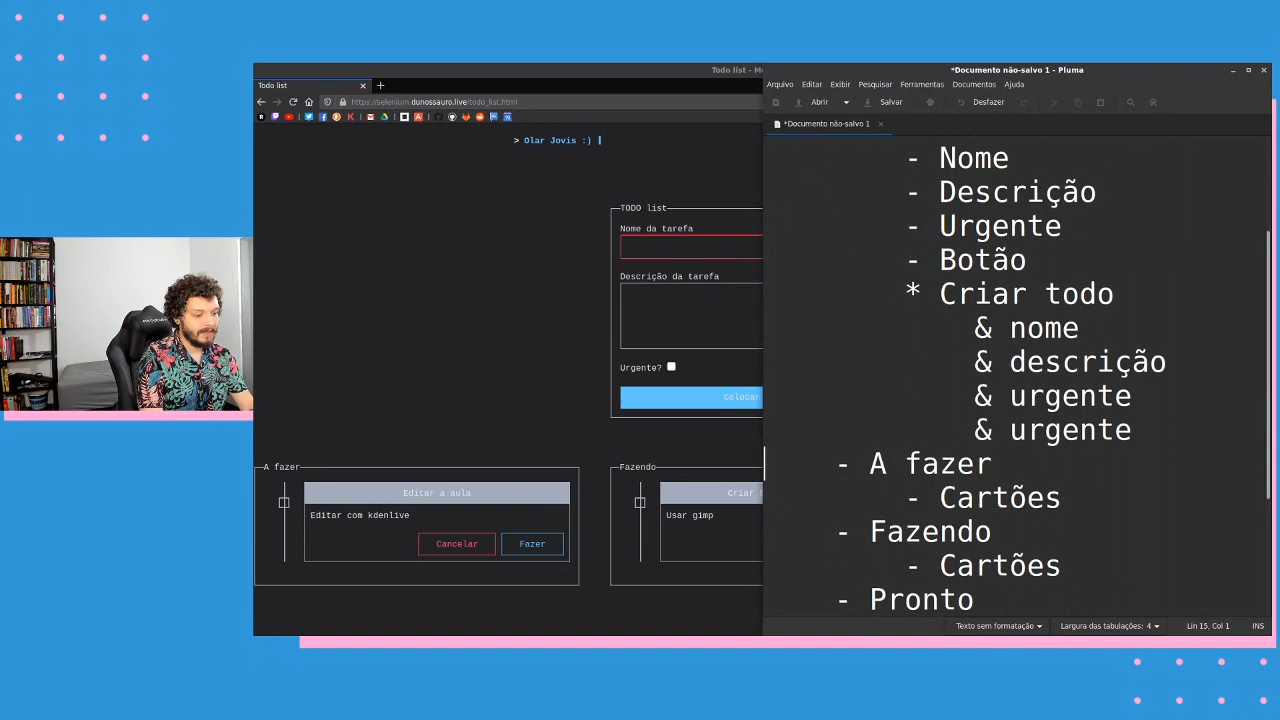 Todo list - Mo
Todo list
https://selenium.dunossauro.live/todo_list.html
> Olar Jovis :)
TODO list
Nome da tarefa
Descrição da tarefa
Urgente?
Colocar
A fazer
Editar a aula
Editar com kdenlive
Cancelar
Fazer
Fazendo
Criar
Usar gimp
*Documento não-salvo 1 - Pluma
Arquivo Editar Exibir Pesquisar Ferramentas Documentos Ajuda
Abrir Salvar Desfazer
*Documento não-salvo 1
- Nome
- Descrição
- Urgente
- Botão
* Criar todo
& nome
& descrição
& urgente
& urgente
- A fazer
- Cartões
- Fazendo
- Cartões
- Pronto
Texto sem formatação Largura das tabulações: 4 Lin 15, Col 1 INS